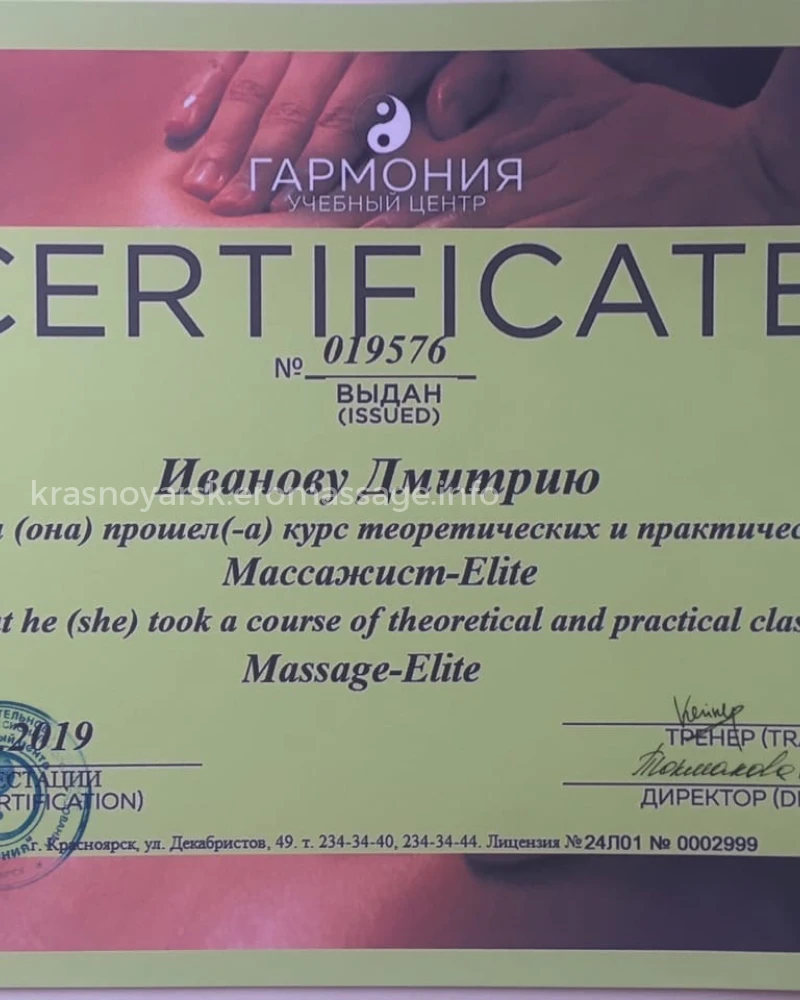 ГАРМОНИЯ
УЧЕБНЫЙ ЦЕНТР
CERTIFICATE
№ 019576
ВЫДАН
(ISSUED)
Иванову Дмитрию
krasnoyarsk.eromassage.info
(она) прошел(-а) курс теоретических и практичес
Массажист-Elite
t he (she) took a course of theoretical and practical clas
Massage-Elite
.2019
ЕСТАЦИИ
RTIFICATION)
ТРЕНЕР (TRA
Токмакова
ДИРЕКТОР (DI
г. Красноярск, ул. Декабристов, 49. т. 234-34-40, 234-34-44. Лицензия №24Л01 № 0002999